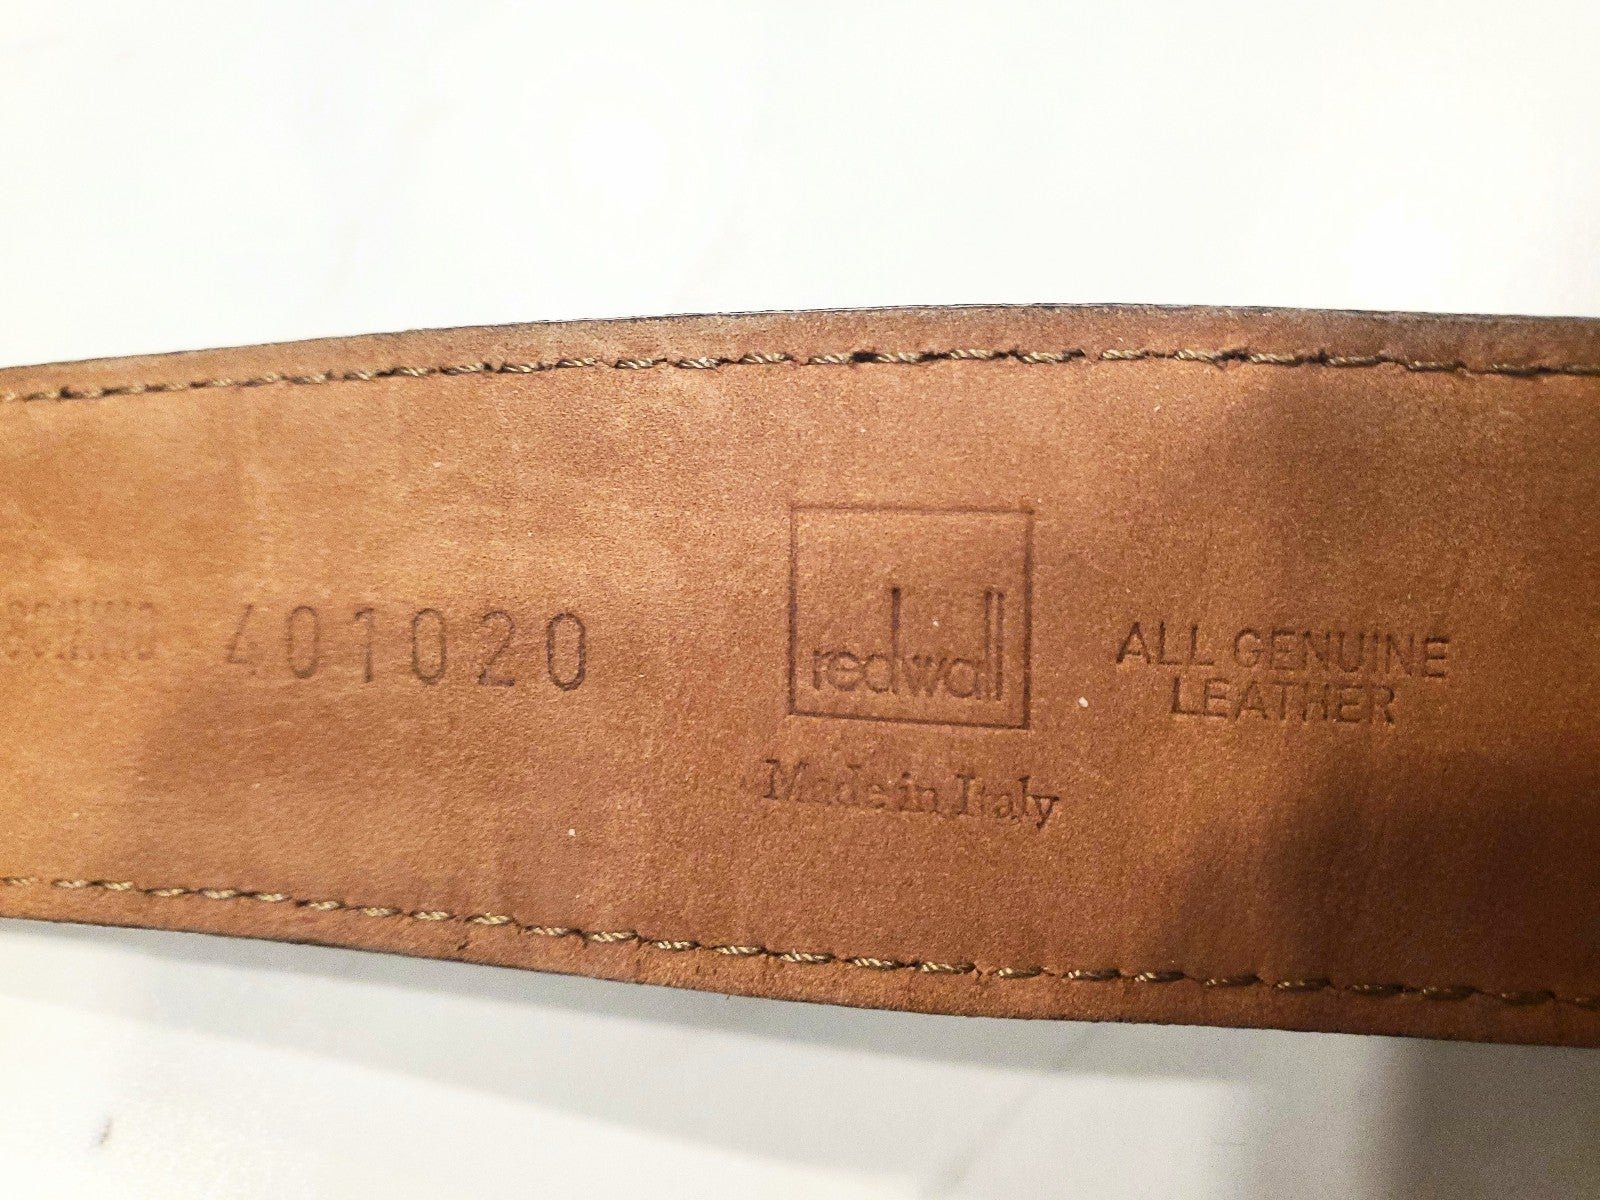 401020
redwall
Made in Italy
ALL GENUINE
LEATHER